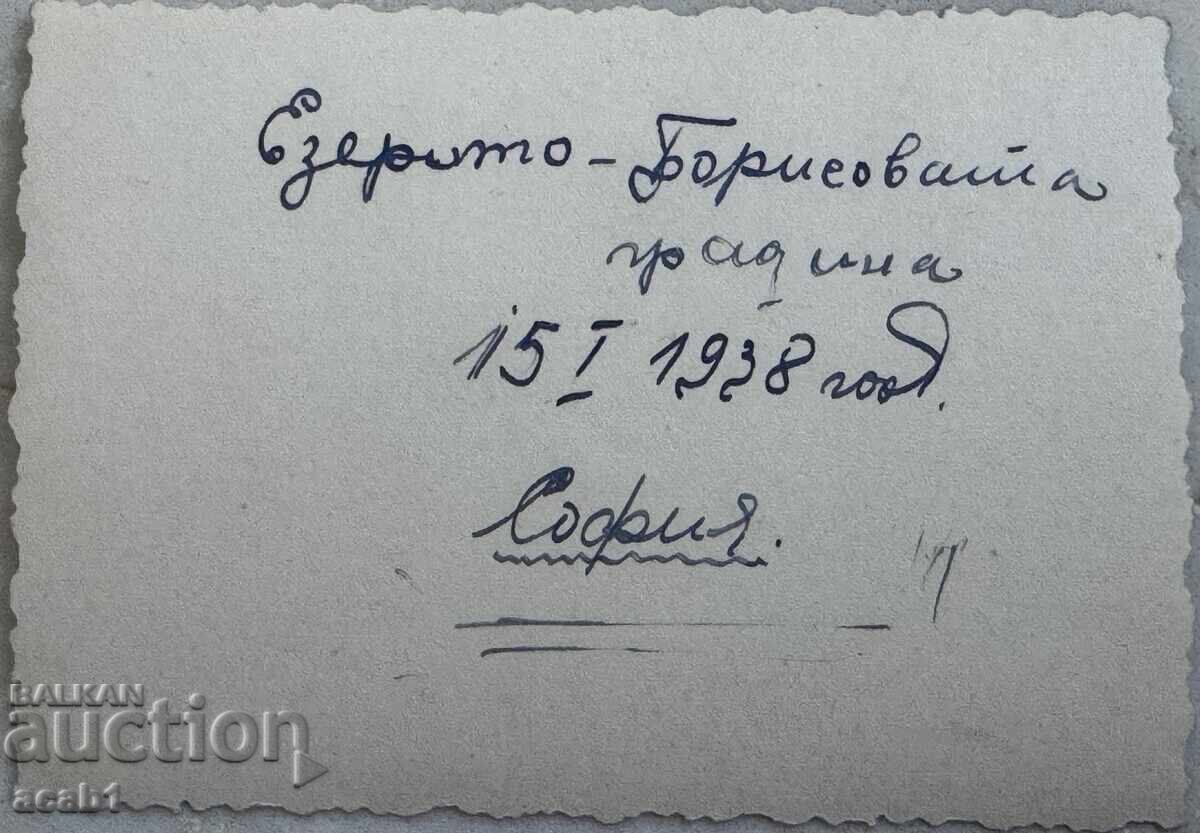 Езерото – Борисовата
градина
15 I 1938 год.
София.
BALKAN
auction
acab1